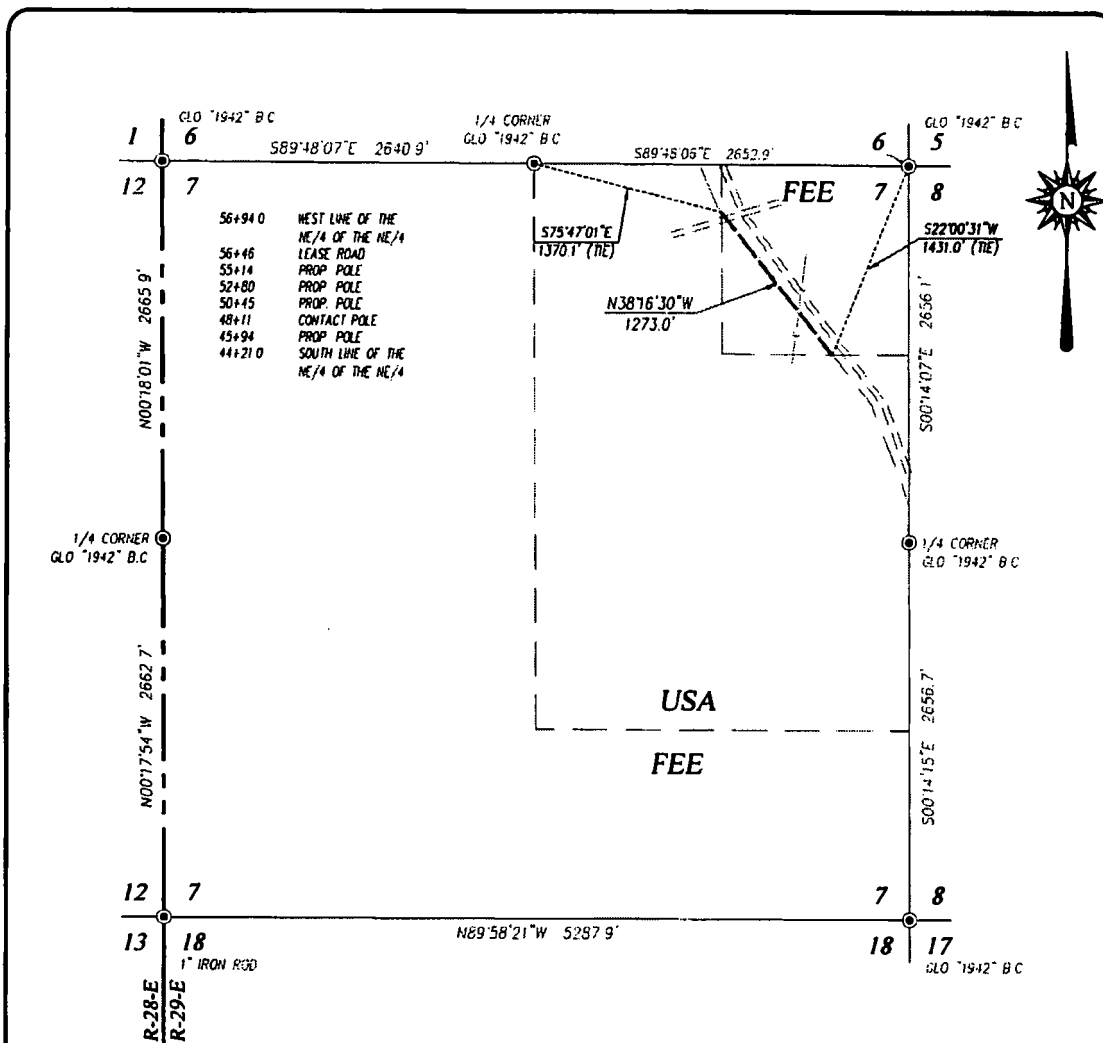 GLO "1942" B C
1/4 CORNER
GLO "1942" B C
GLO "1942" B C
1 6
6 5
S89°48'07"E 2640 9'
S89°48'06"E 2652.9'
12 7
7 8
FEE
N
56+94 0 WEST LINE OF THE
NE/4 OF THE NE/4
56+46 LEASE ROAD
55+14 PROP POLE
52+80 PROP POLE
50+45 PROP. POLE
48+11 CONTACT POLE
45+94 PROP POLE
44+21 0 SOUTH LINE OF THE
NE/4 OF THE NE/4
S75°47'01"E
1370.1' (TIE)
S22°00'31"W
1431.0' (TIE)
N38°16'30"W
1273.0'
N00°18'01"W 2665 9'
S00°14'07"E 2656.1'
1/4 CORNER
GLO "1942" B.C
1/4 CORNER
GLO "1942" B C
USA
FEE
N00°17'54"W 2662 7'
S00°14'15"E 2656.7'
12 7
7 8
N89°58'21"W 5287 9'
13 18
18 17
1" IRON ROD
GLO "1942" B C
R-28-E
R-29-E